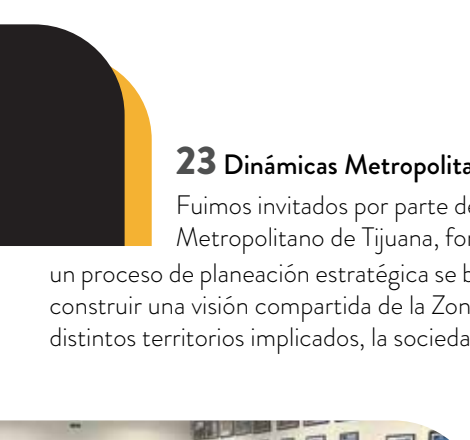 23 Dinámicas Metropolita
Fuimos invitados por parte de
Metropolitano de Tijuana, for
un proceso de planeación estratégica se b
construir una visión compartida de la Zon
distintos territorios implicados, la socieda